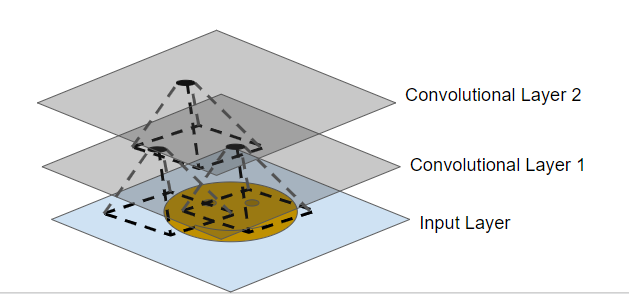 Convolutional Layer 2
Convolutional Layer 1
Input Layer